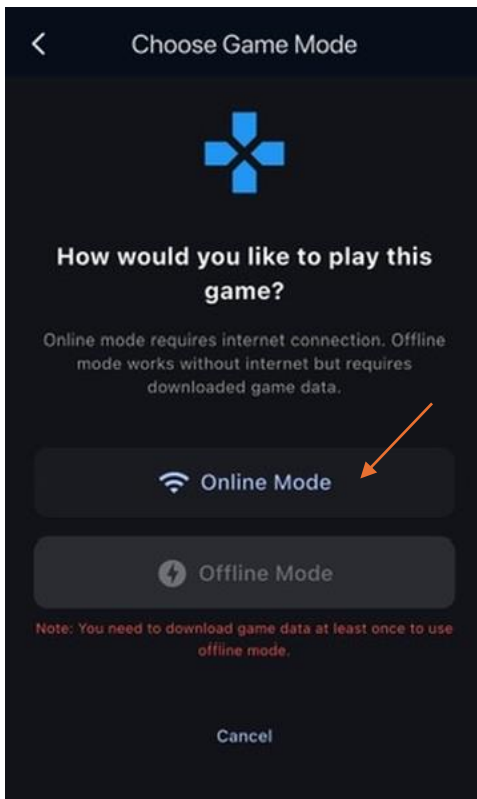 Choose Game Mode
How would you like to play this
game?
Online mode requires internet connection. Offline
mode works without internet but requires
downloaded game data.
Online Mode
Offline Mode
Note: You need to download game data at least once to use
offline mode.
Cancel